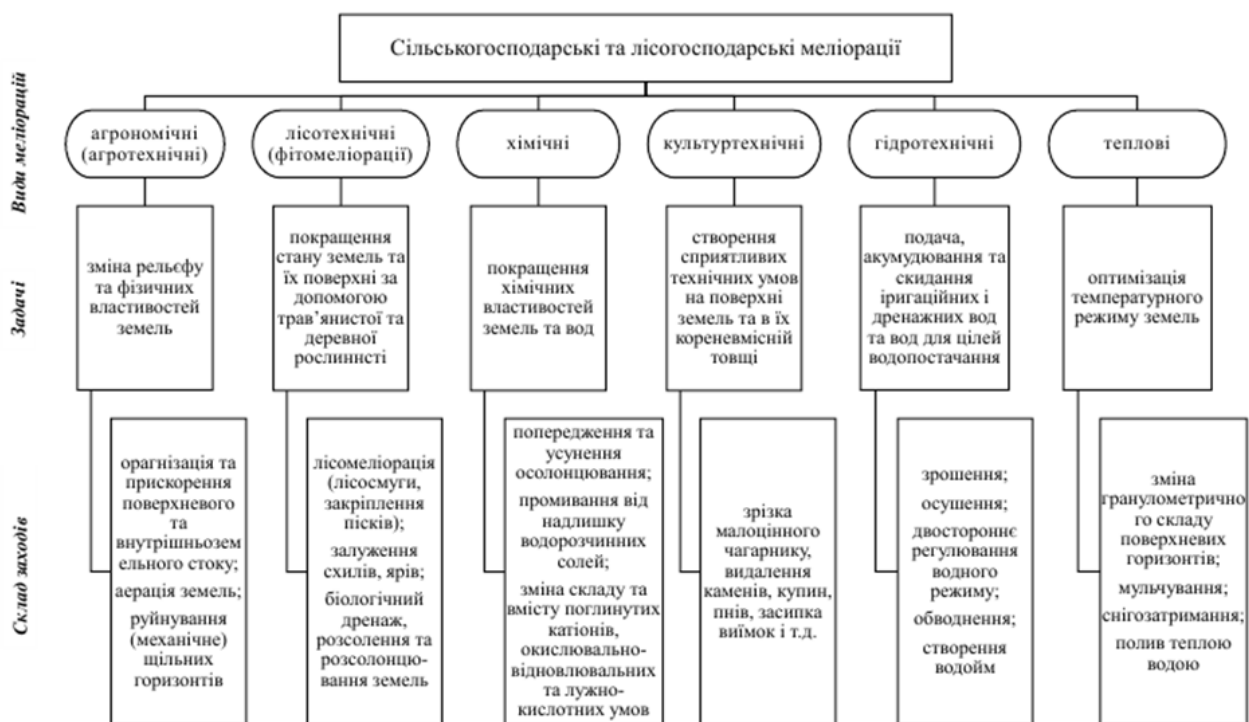 Сільськогосподарські та лісогосподарські меліорації
Види меліорацій
агрономічні
(агротехнічні)
лісотехнічні
(фітомеліорації)
хімічні
культуртехнічні
гідротехнічні
теплові
Задачі
зміна рельєфу
та фізичних
властивостей
земель
покращення
стану земель та
їх поверхні за
допомогою
трав’янистої та
деревної
рослиннсті
покращення
хімічних
властивостей
земель та вод
створення
сприятливих
технічних умов
на поверхні
земель та в їх
кореневмісній
товщі
подача,
акумудювання та
скидання
іригаційних і
дренажних вод
та вод для цілей
водопостачання
оптимізація
температурного
режиму земель
Склад заходів
орагнізація та
прискорення
поверхневого
та
внутрішньозем
ельного стоку;
аерація земель;
руйнування
(механічне)
щільних
горизонтів
лісомеліорація
(лісосмуги,
закріплення
пісків);
залуження
схилів, ярів;
біологічний
дренаж,
розсолення та
розсолонцю-
вання земель
попередження та
усунення
осолонцювання;
промивання від
надлишку
водорозчинних
солей;
зміна складу та
вмісту поглинутих
катіонів,
окислювально-
відновлювальних
та лужно-
кислотних умов
зрізка
малоцінного
чагарнику,
видалення
каменів, купин,
пнів, засипка
виїмок і т.д.
зрошення;
осушення;
двостороннє
регулювання
водного
режиму;
обводнення;
створення
водойм
зміна
гранулометрично
го складу
поверхневих
горизонтів;
мульчування;
снігозатримання;
полив теплою
водою